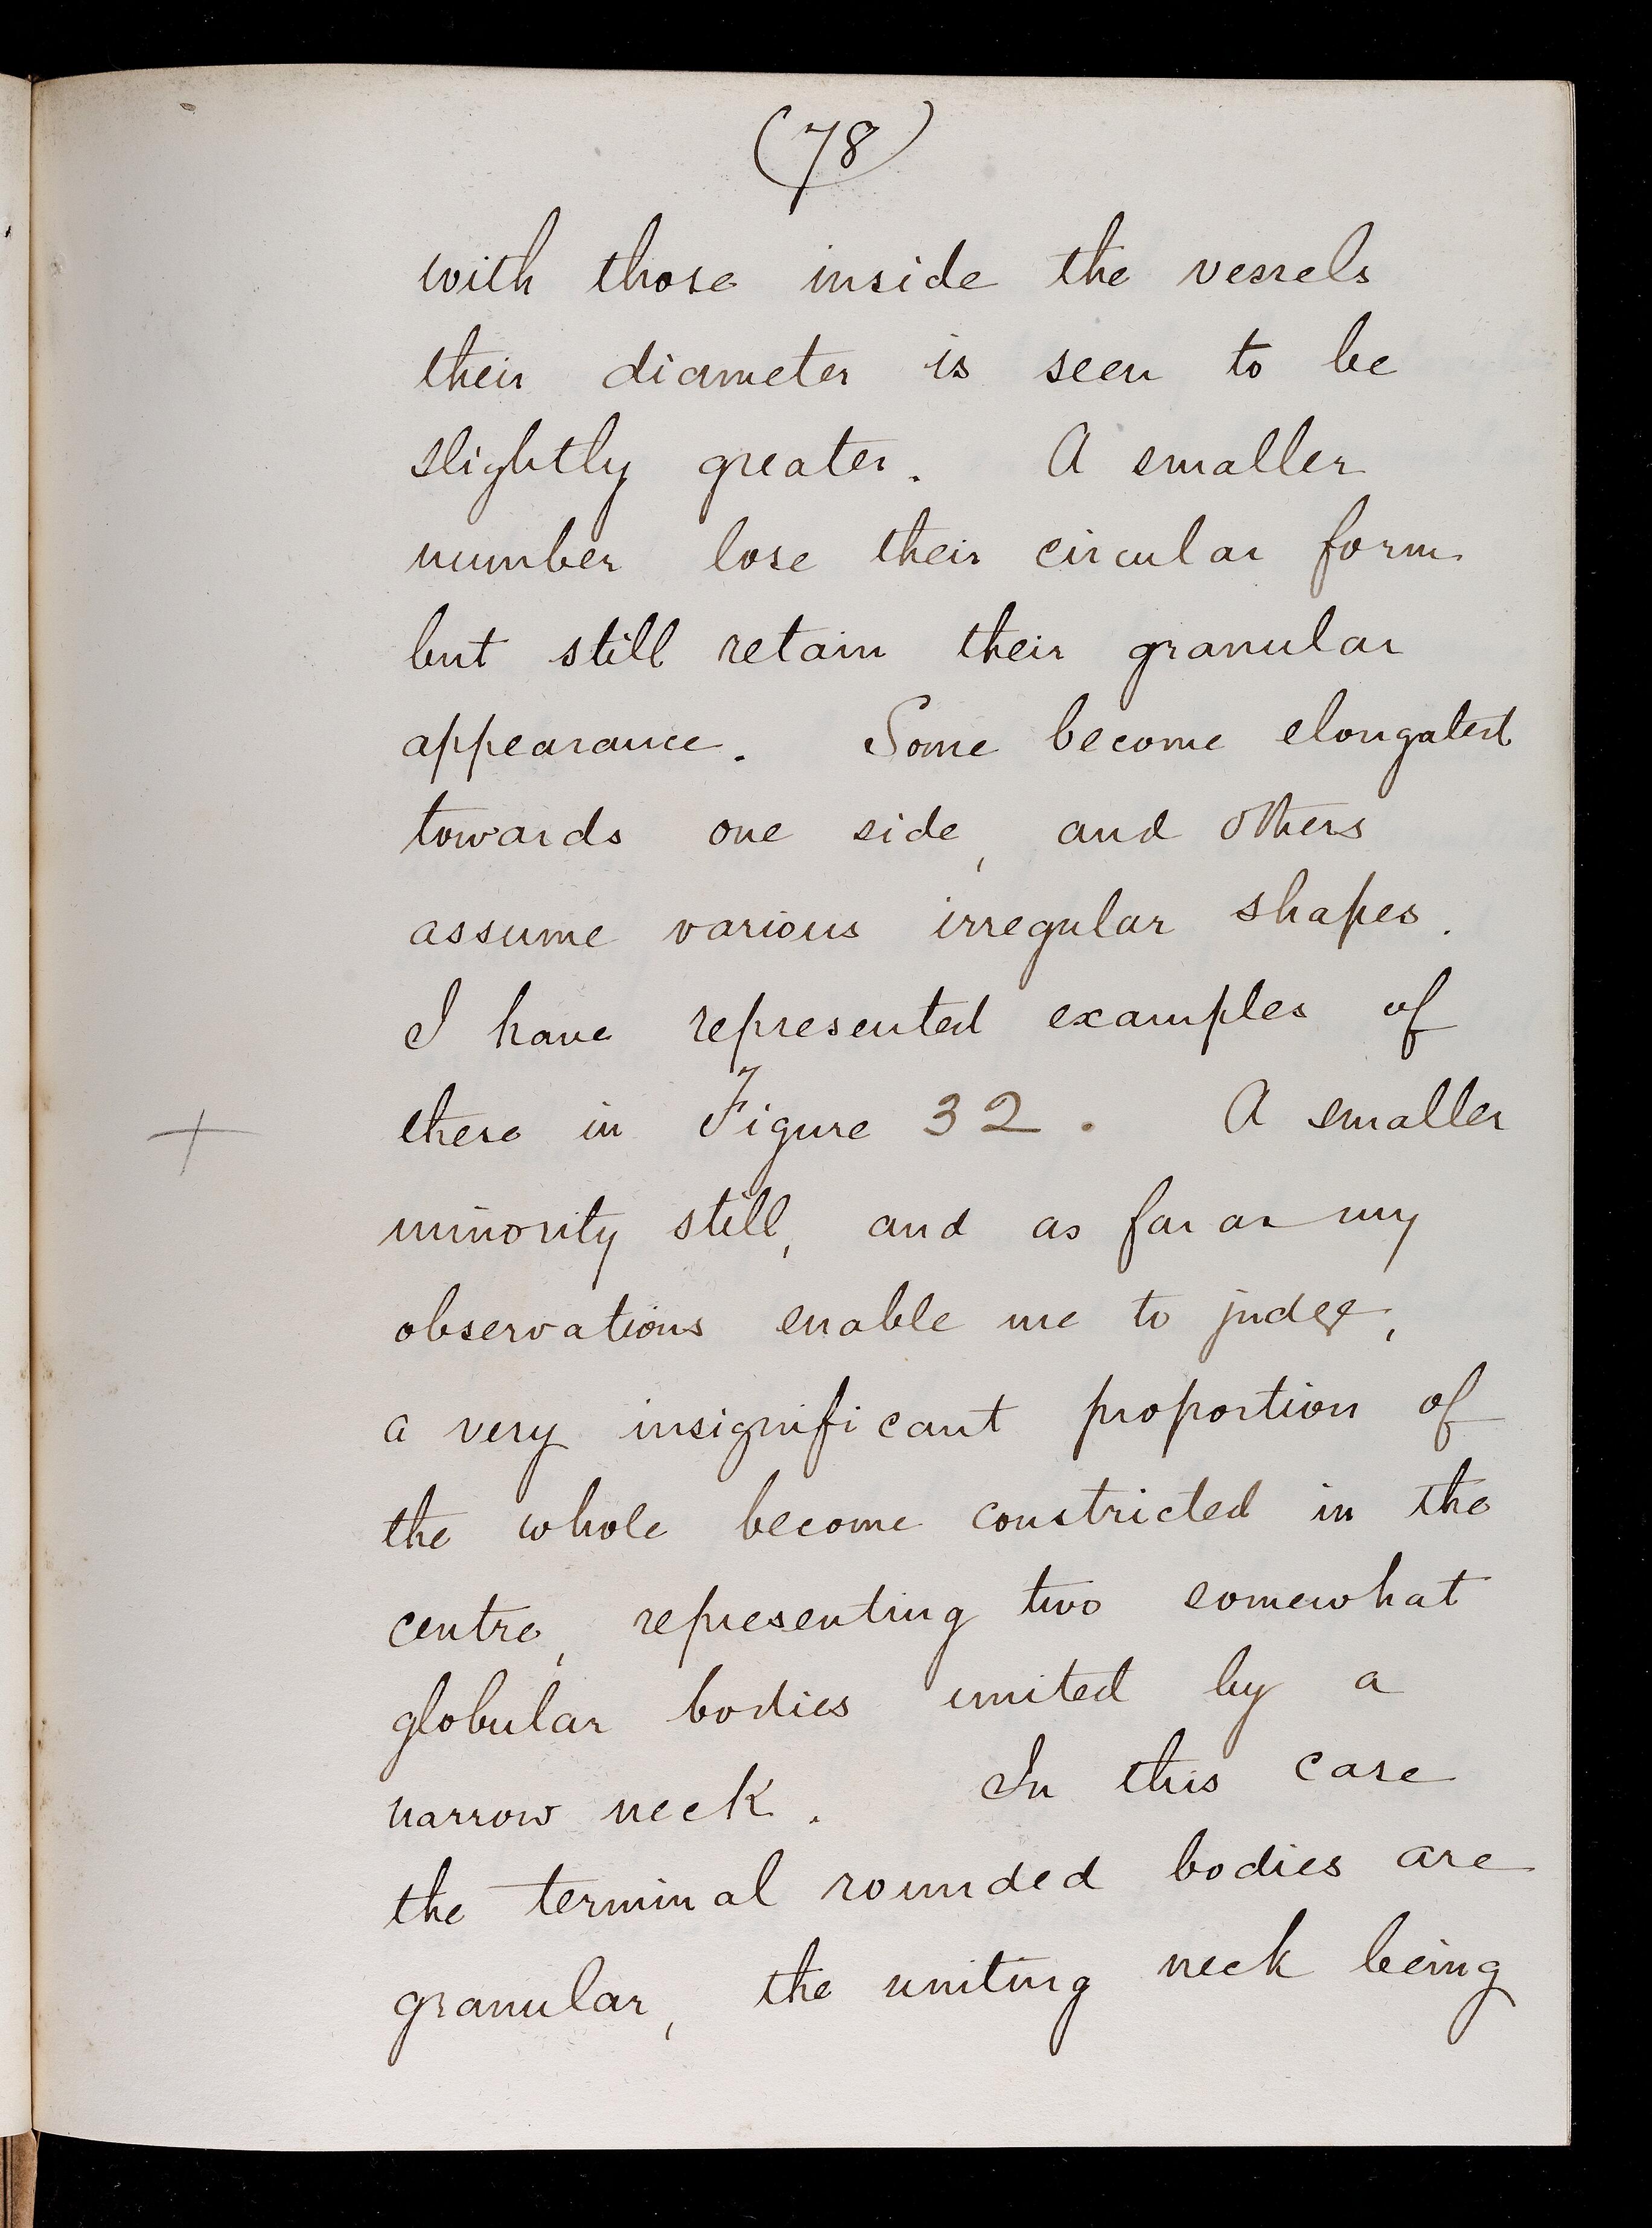 (78)
with those inside the vessels
their diameter is seen to be
slightly greater. A smaller
number lose their circular form
but still retain their granular
appearance. Some become elongated
towards one side, and others
assume various irregular shapes.
I have represented examples of
+ these in Figure 32. A smaller
minority still, and as far as my
observations enable me to judge,
a very insignificant proportion of
the whole become constricted in the
centre, representing two somewhat
globular bodies united by a
narrow neck. In this case
the terminal rounded bodies are
granular, the uniting neck being